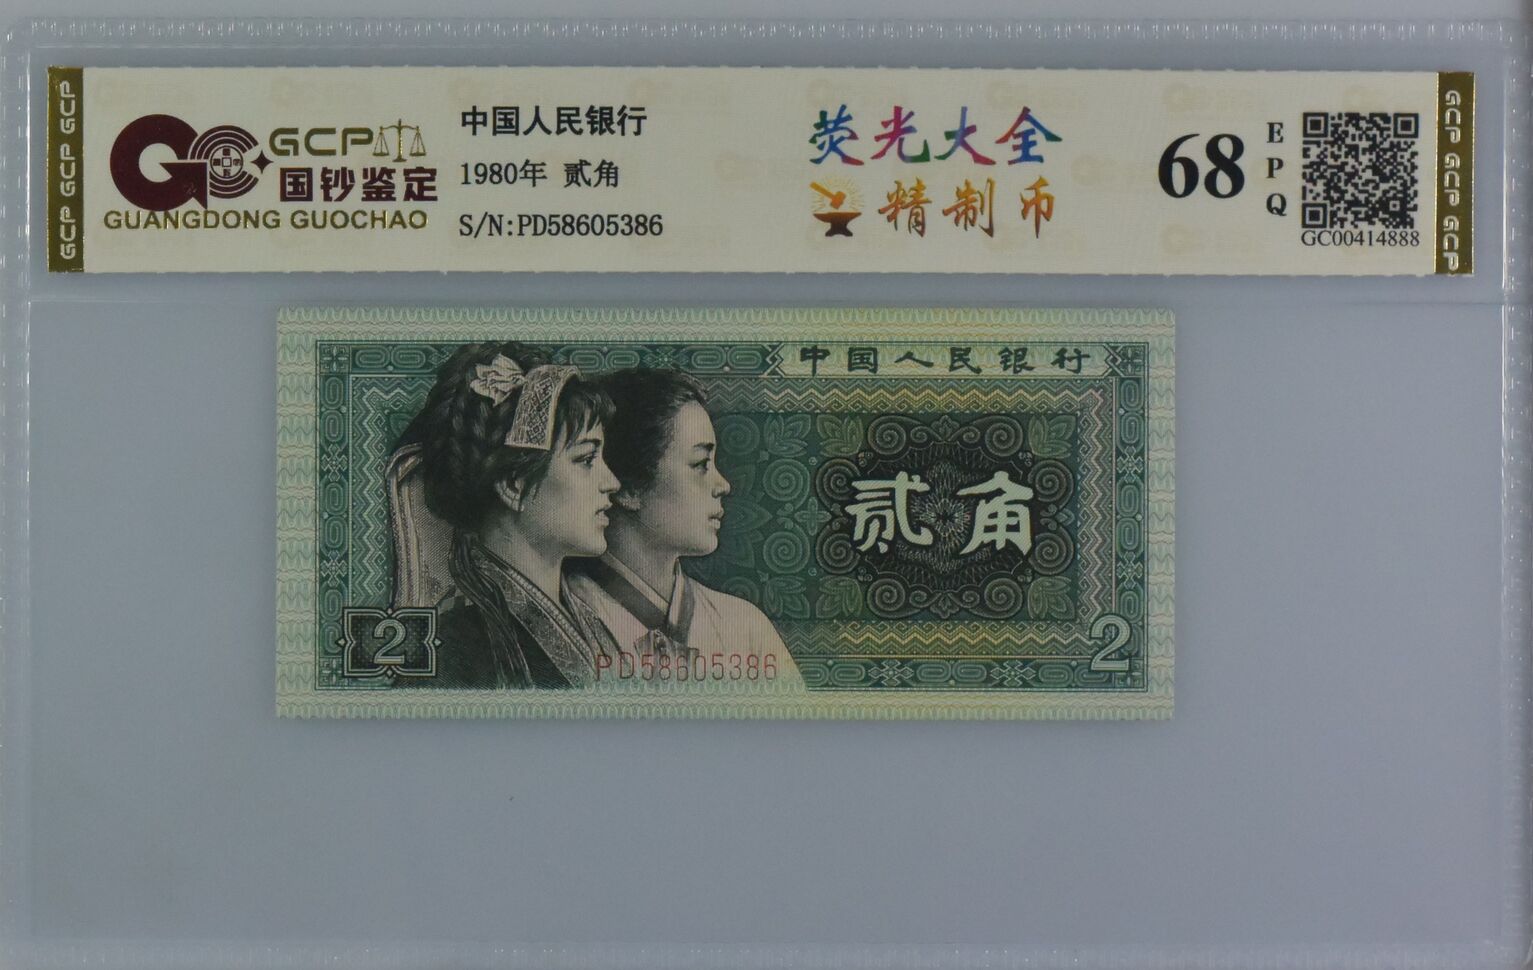 GCP GCP GCP
GCP
国钞鉴定
GUANGDONG GUOCHAO
中国人民银行
1980年 贰角
S/N:PD58605386
荧光大全
精制币
68
EPQ
GC00414888
GCP GCP GCP
中国人民银行
贰角
2
2
PD58605386